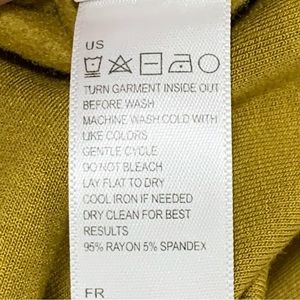 US
TURN GARMENT INSIDE OUT
BEFORE WASH
MACHINE WASH COLD WITH
LIKE COLORS
GENTLE CYCLE
DO NOT BLEACH
LAY FLAT TO DRY
COOL IRON IF NEEDED
DRY CLEAN FOR BEST
RESULTS
95% RAYON 5% SPANDEX
FR